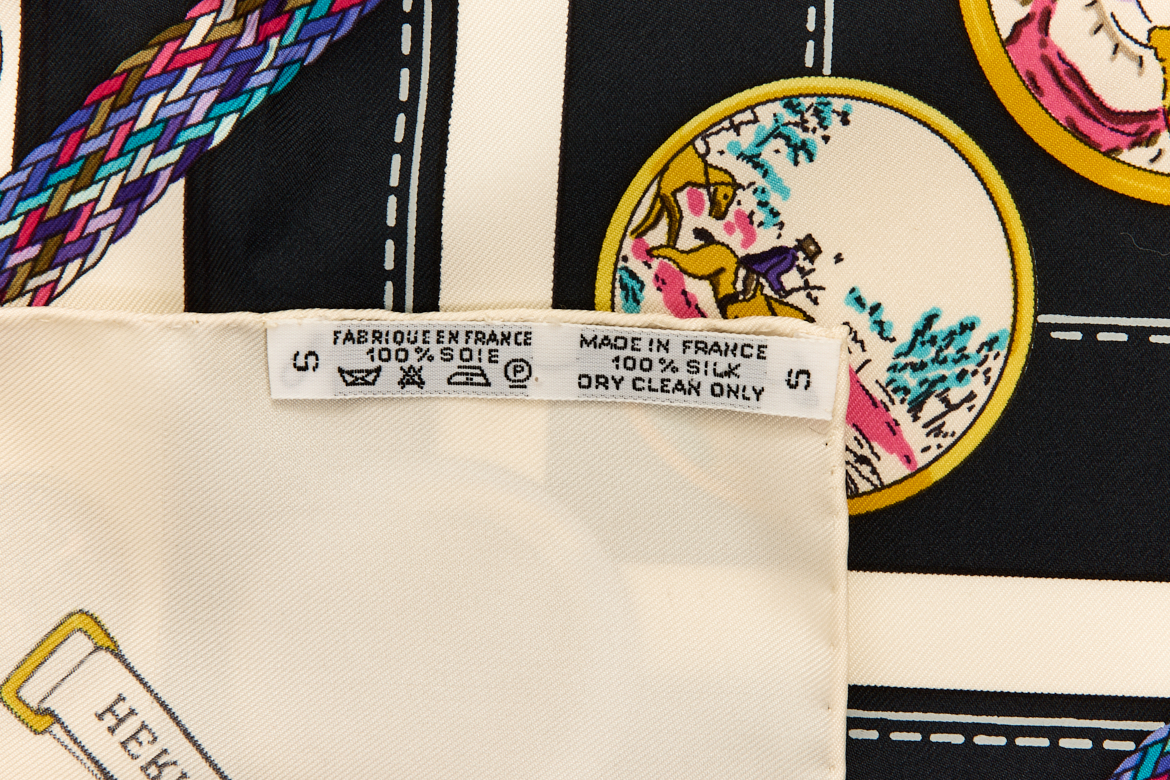 FABRIQUE EN FRANCE
100% SOIE
P
S
MADE IN FRANCE
100% SILK
DRY CLEAN ONLY
S